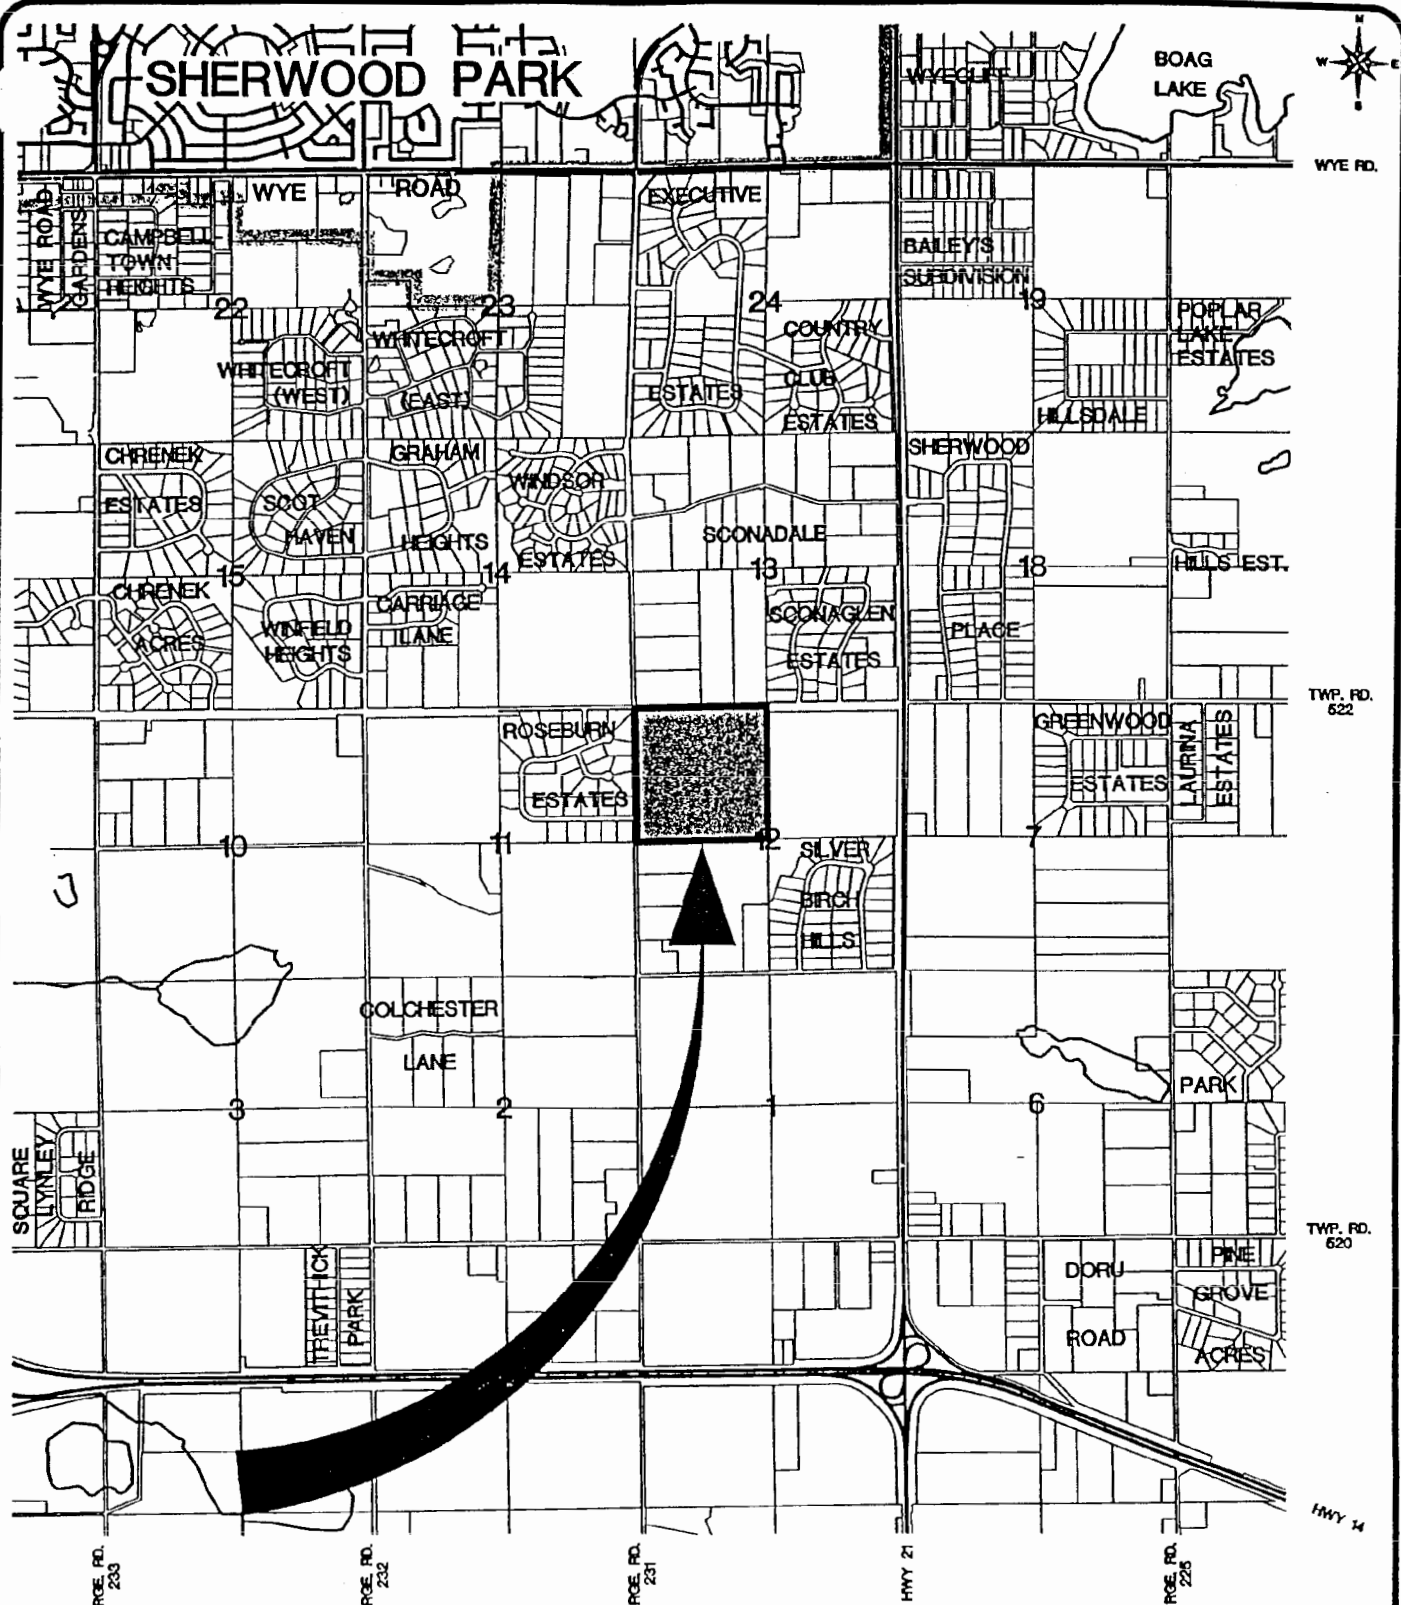 N
W E
S
SHERWOOD PARK
WYECLIFF
BOAG
LAKE
WYE RD.
WYE ROAD
GARDENS
WYE
ROAD
EXECUTIVE
CAMPBELL
TOWN
HEIGHTS
BAILEY'S
SUBDIVISION
22
23
24
19
POPLAR
LAKE
ESTATES
WHITECROFT
(WEST)
WHITECROFT
(EAST)
ESTATES
COUNTRY
CLUB
ESTATES
HILLSDALE
CHRENEK
ESTATES
SCOT
HAVEN
GRAHAM
HEIGHTS
WINDSOR
ESTATES
SCONADALE
SHERWOOD
PLACE
HILLS EST.
15
14
13
18
CHRENEK
ACRES
WINFIELD
HEIGHTS
CARRIAGE
LANE
SCONAGLEN
ESTATES
TWP. RD.
522
ROSEBURN
ESTATES
GREENWOOD
ESTATES
LAURINA
ESTATES
10
11
12
7
SILVER
BIRCH
HILLS
COLCHESTER
LANE
PARK
3
2
1
6
SQUARE
LYNLEY
RIDGE
TWP. RD.
520
TREVITHICK
PARK
DORU
ROAD
PINE
GROVE
ACRES
HWY 14
RGE. RD.
233
RGE. RD.
232
RGE. RD.
231
HWY 21
RGE. RD.
225